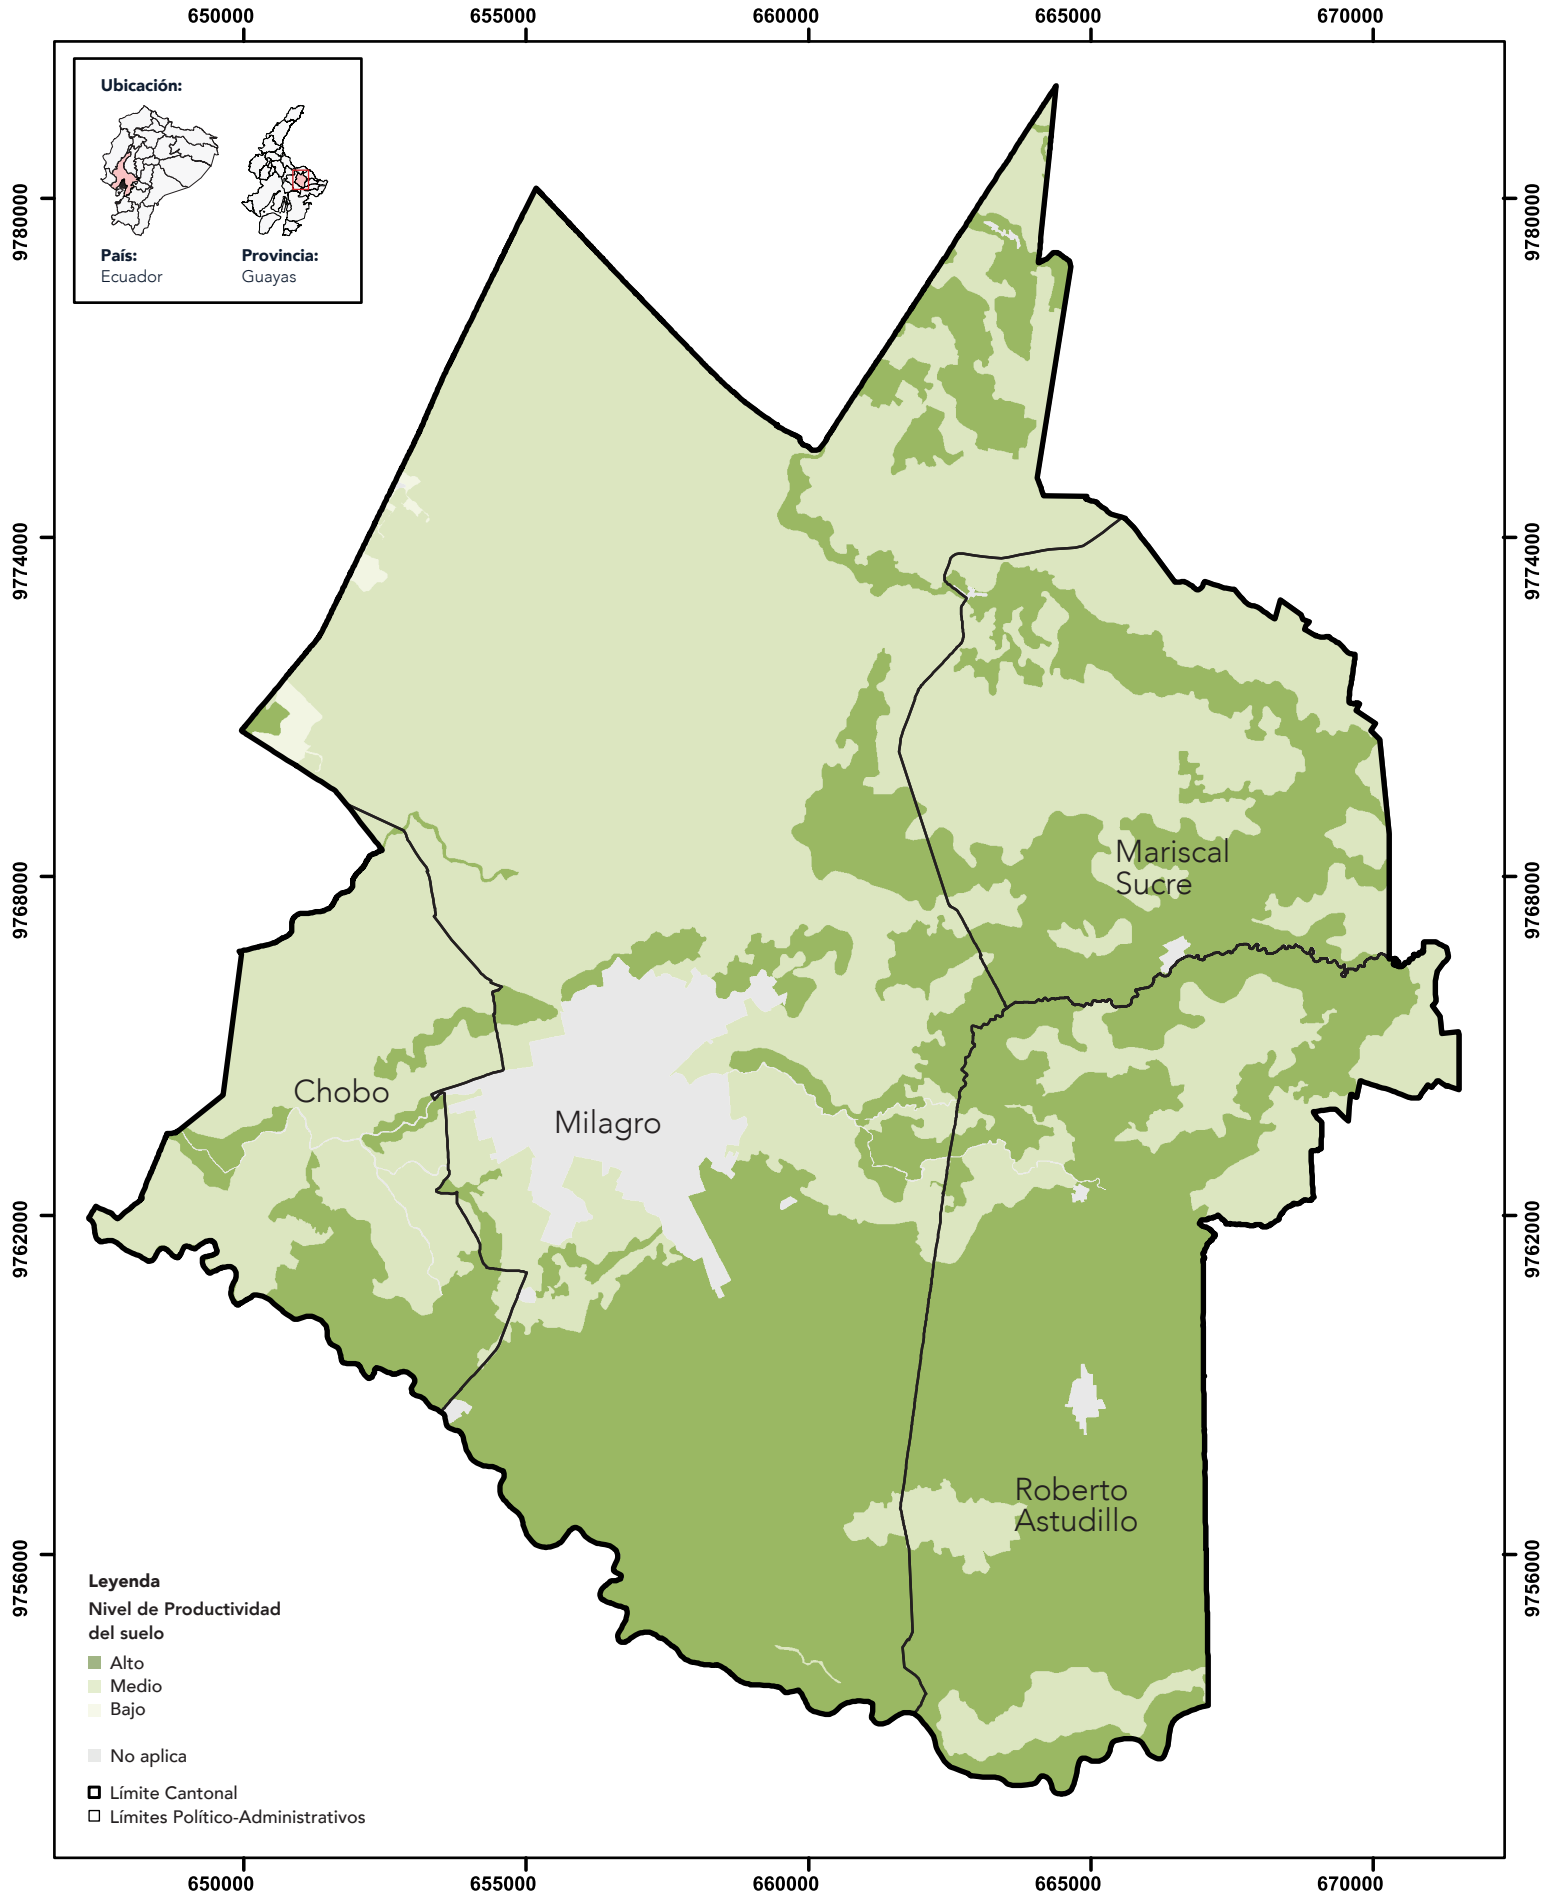 650000
655000
660000
665000
670000
Ubicación:
País:
Ecuador
Provincia:
Guayas
9780000
9780000
9774000
9774000
Mariscal
Sucre
9768000
9768000
Chobo
Milagro
9762000
9762000
Roberto
Astudillo
9756000
9756000
Leyenda
Nivel de Productividad
del suelo
Alto
Medio
Bajo
No aplica
Límite Cantonal
Límites Político-Administrativos
650000
655000
660000
665000
670000